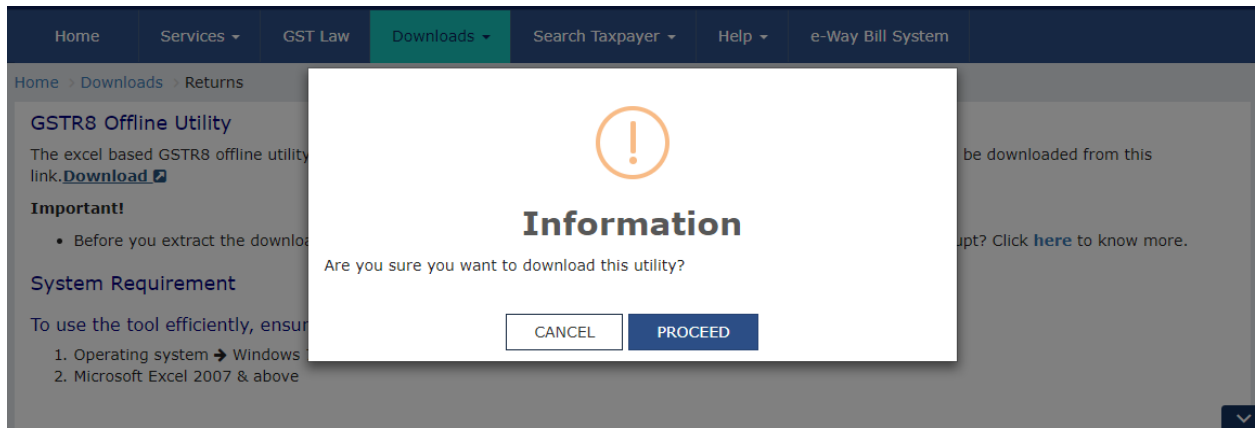 Home Services GST Law Downloads Search Taxpayer Help e-Way Bill System
Home > Downloads > Returns
GSTR8 Offline Utility
The excel based GSTR8 offline utility be downloaded from this
link.Download
Important!
• Before you extract the downloa upt? Click here to know more.
System Requirement
To use the tool efficiently, ensur
1. Operating system ➔ Windows
2. Microsoft Excel 2007 & above
Information
Are you sure you want to download this utility?
CANCEL PROCEED